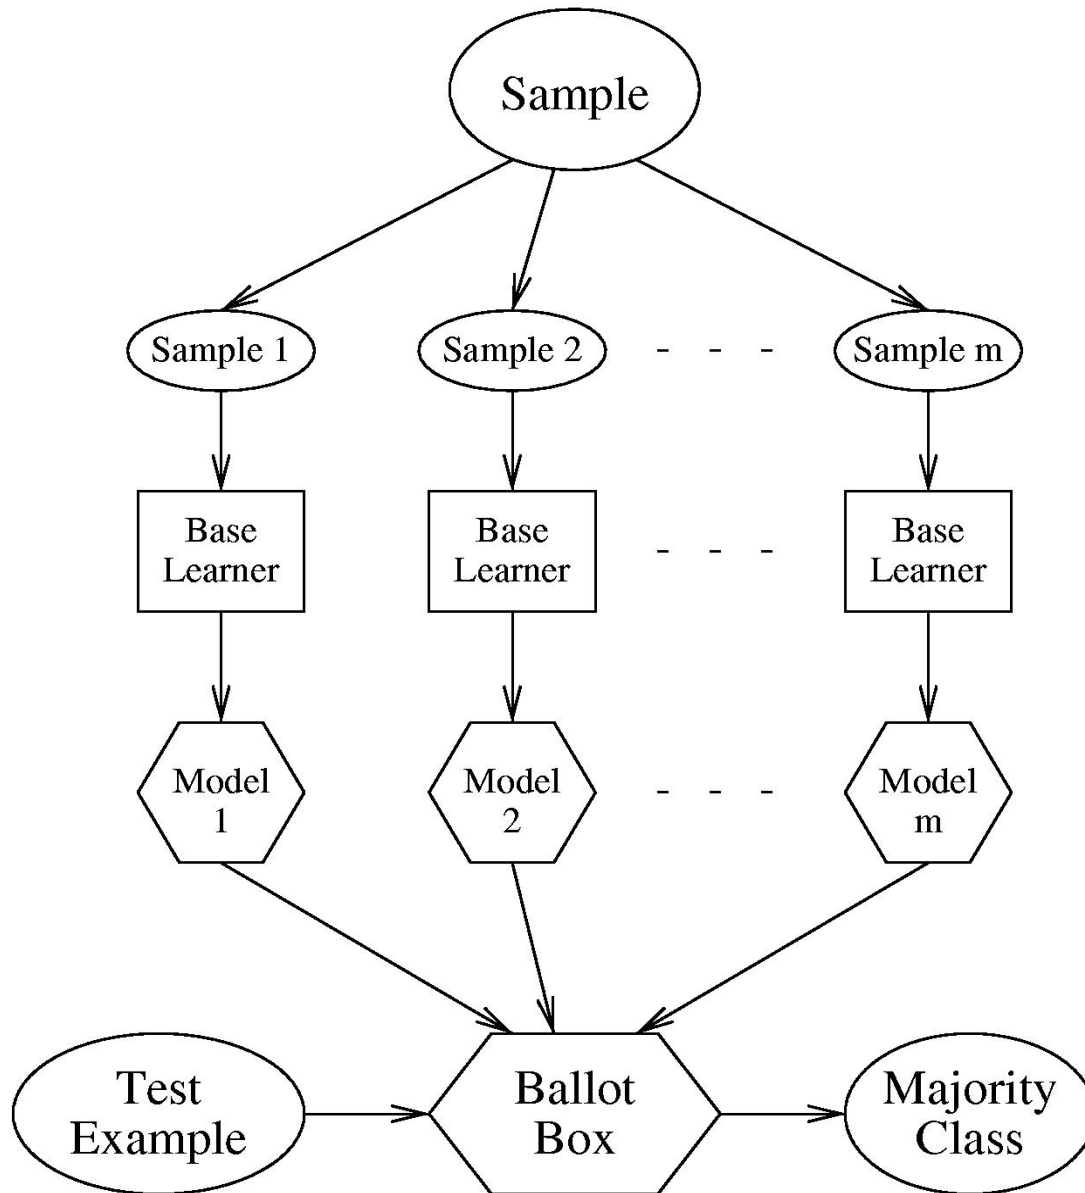 Sample
Sample 1
Sample 2
- - -
Sample m
Base
Learner
Base
Learner
- - -
Base
Learner
Model
1
Model
2
- - -
Model
m
Test
Example
Ballot
Box
Majority
Class